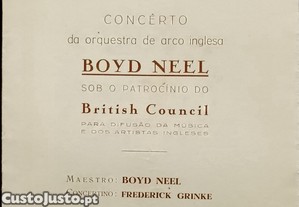 CONCÊRTO
da orquestra de arco inglesa
BOYD NEEL
SOB O PATROCÍNIO DO
British Council
PARA DIFUSÃO DA MÚSICA
E DOS ARTISTAS INGLESES
MAESTRO: BOYD NEEL
CONCERTINO: FREDERICK GRINKE
CustoJusto.pt